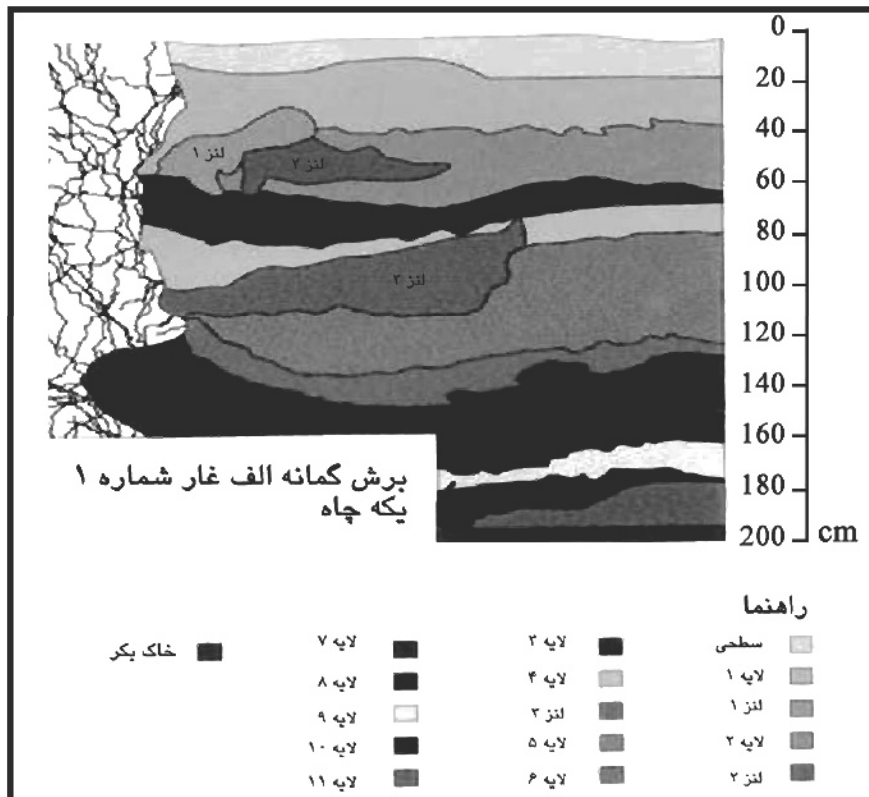 0
20
40
60
80
100
120
140
160
180
200 cm
لنز ۱
لنز ۲
لنز ۳
برش گمانه الف غار شماره ۱
یکه چاه
راهنما
سطحی
لایه ۱
لنز ۱
لایه ۲
لنز ۲
لایه ۳
لایه ۴
لنز ۳
لایه ۵
لایه ۶
لایه ۷
لایه ۸
لایه ۹
لایه ۱۰
لایه ۱۱
خاک بکر